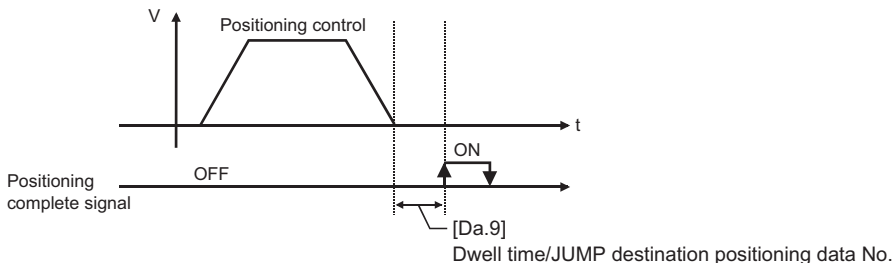 V
Positioning control
t
ON
OFF
Positioning
complete signal
[Da.9]
Dwell time/JUMP destination positioning data No.